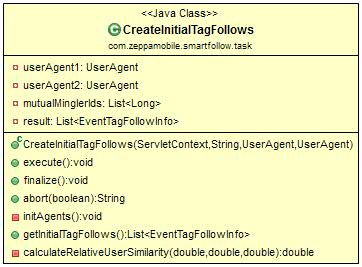 <<Java Class>>
C CreateInitialTagFollows
com.zeppamobile.smartfollow.task
userAgent1: UserAgent
userAgent2: UserAgent
mutualMinglerIds: List<Long>
result: List<EventTagFollowInfo>
c CreateInitialTagFollows(ServletContext,String,UserAgent,UserAgent)
execute():void
finalize():void
abort(boolean):String
initAgents():void
getInitialTagFollows():List<EventTagFollowInfo>
calculateRelativeUserSimilarity(double,double,double):double